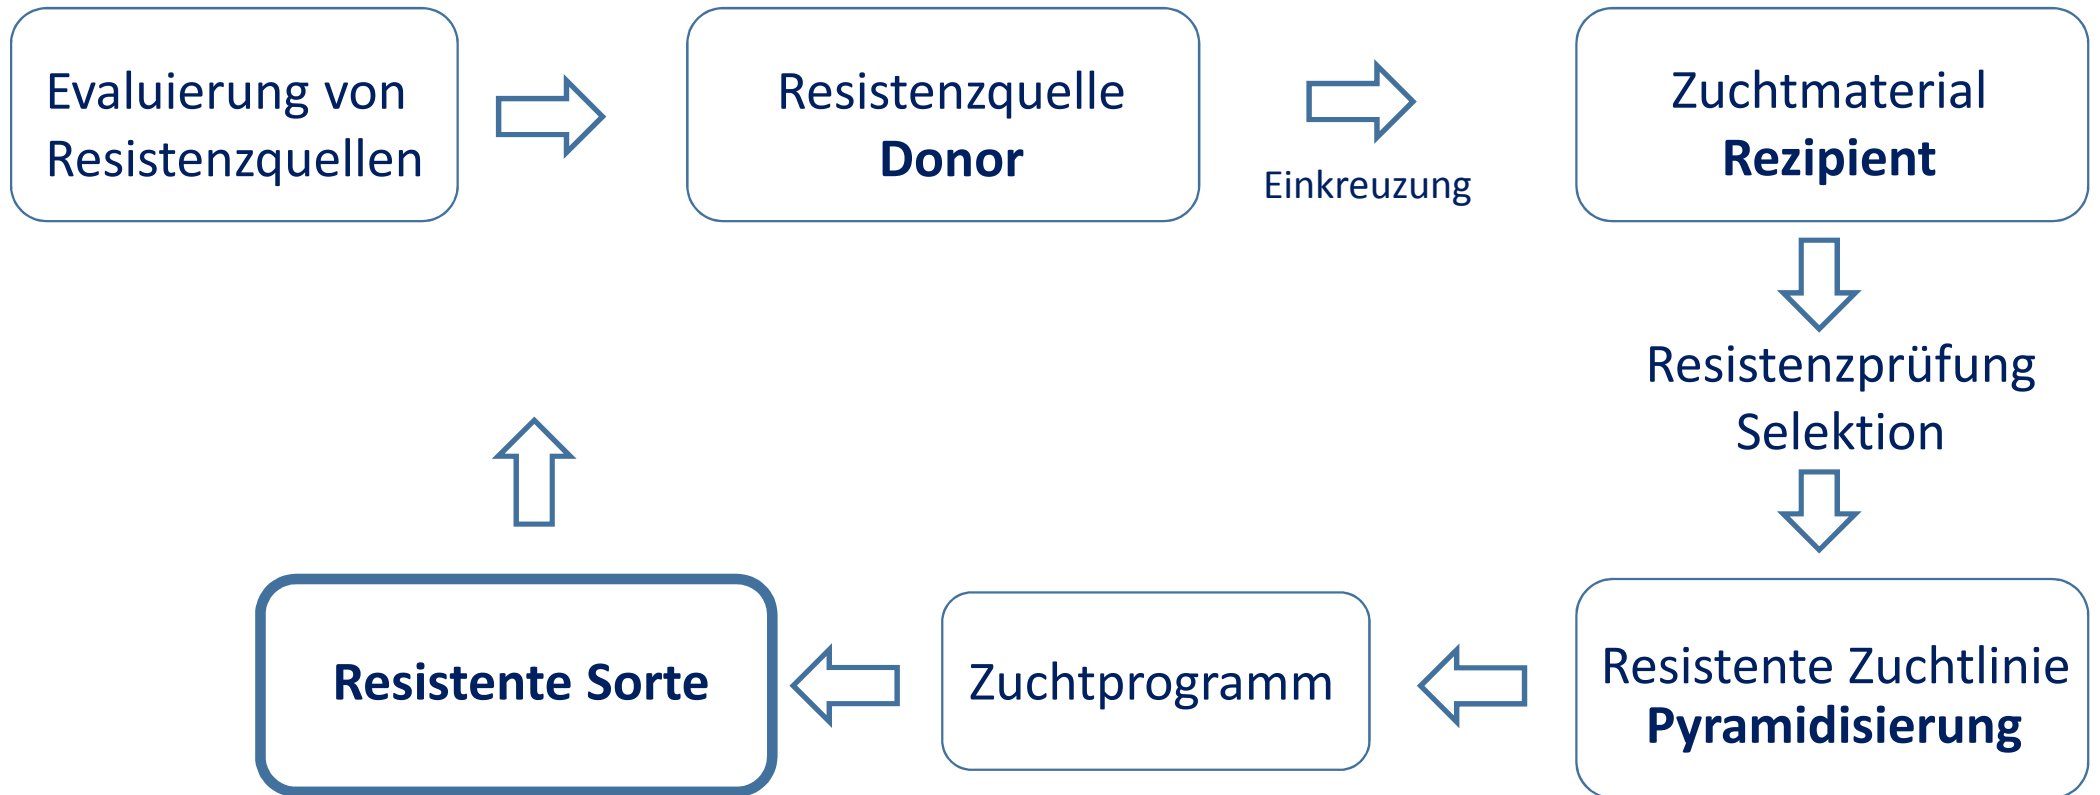 Evaluierung von
Resistenzquellen
Resistenzquelle
Donor
Einkreuzung
Zuchtmaterial
Rezipient
Resistenzprüfung
Selektion
Resistente Zuchtlinie
Pyramidisierung
Zuchtprogramm
Resistente Sorte